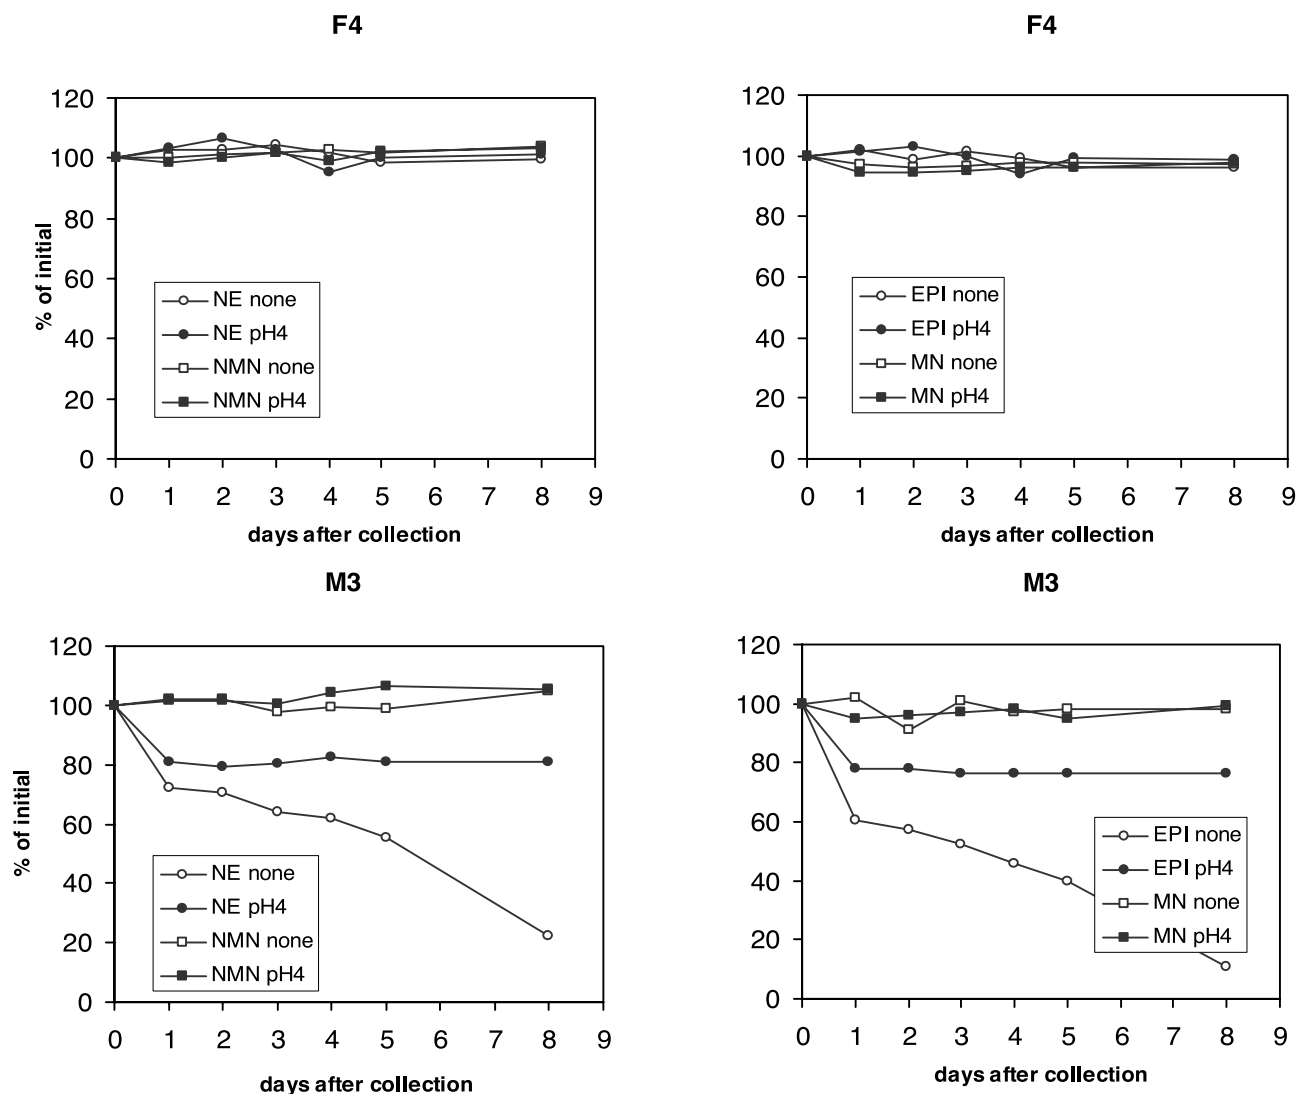 F4
120
100
80
60
40
20
0
% of initial
NE none
NE pH4
NMN none
NMN pH4
0 1 2 3 4 5 6 7 8 9
days after collection
F4
120
100
80
60
40
20
0
EPI none
EPI pH4
MN none
MN pH4
0 1 2 3 4 5 6 7 8 9
days after collection
M3
120
100
80
60
40
20
0
% of initial
NE none
NE pH4
NMN none
NMN pH4
0 1 2 3 4 5 6 7 8 9
days after collection
M3
120
100
80
60
40
20
0
EPI none
EPI pH4
MN none
MN pH4
0 1 2 3 4 5 6 7 8 9
days after collection